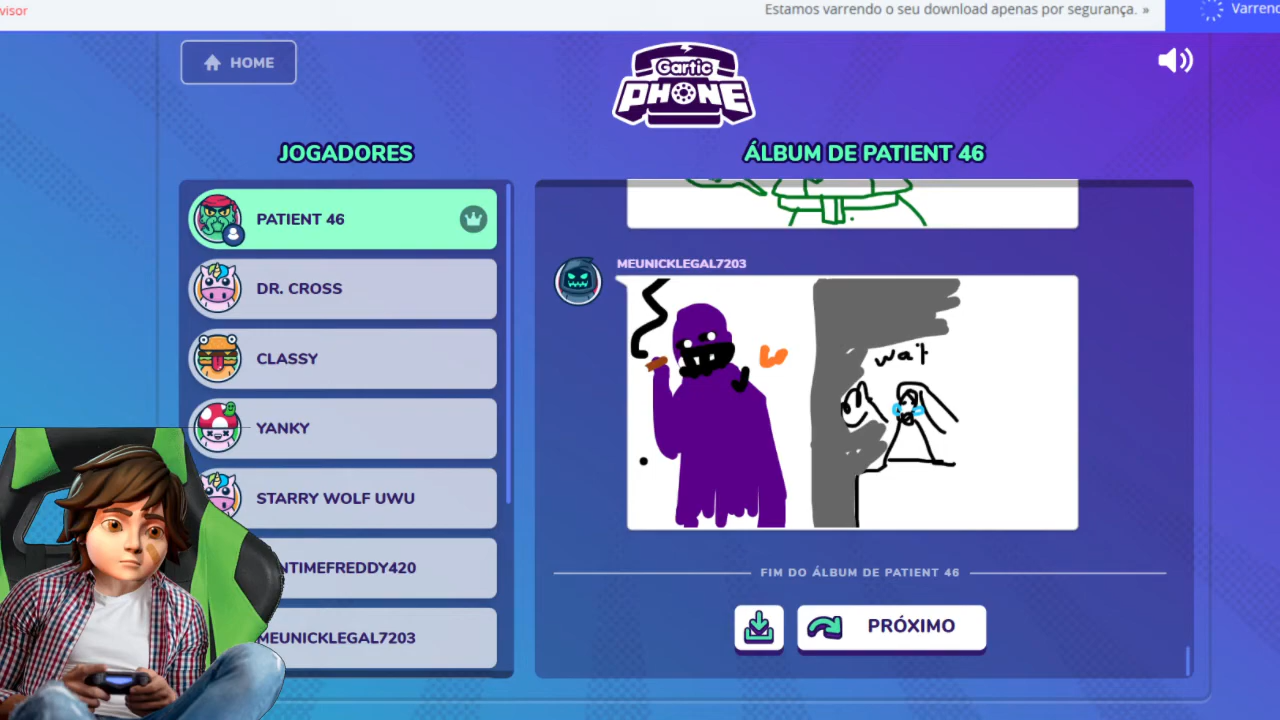 visor
Estamos varrendo o seu download apenas por segurança. »
Varrend
HOME
Gartic
PHONE
JOGADORES
ÁLBUM DE PATIENT 46
PATIENT 46
DR. CROSS
CLASSY
YANKY
STARRY WOLF UWU
NTIMEFREDDY420
MEUNICKLEGAL7203
MEUNICKLEGAL7203
wait
FIM DO ÁLBUM DE PATIENT 46
PRÓXIMO